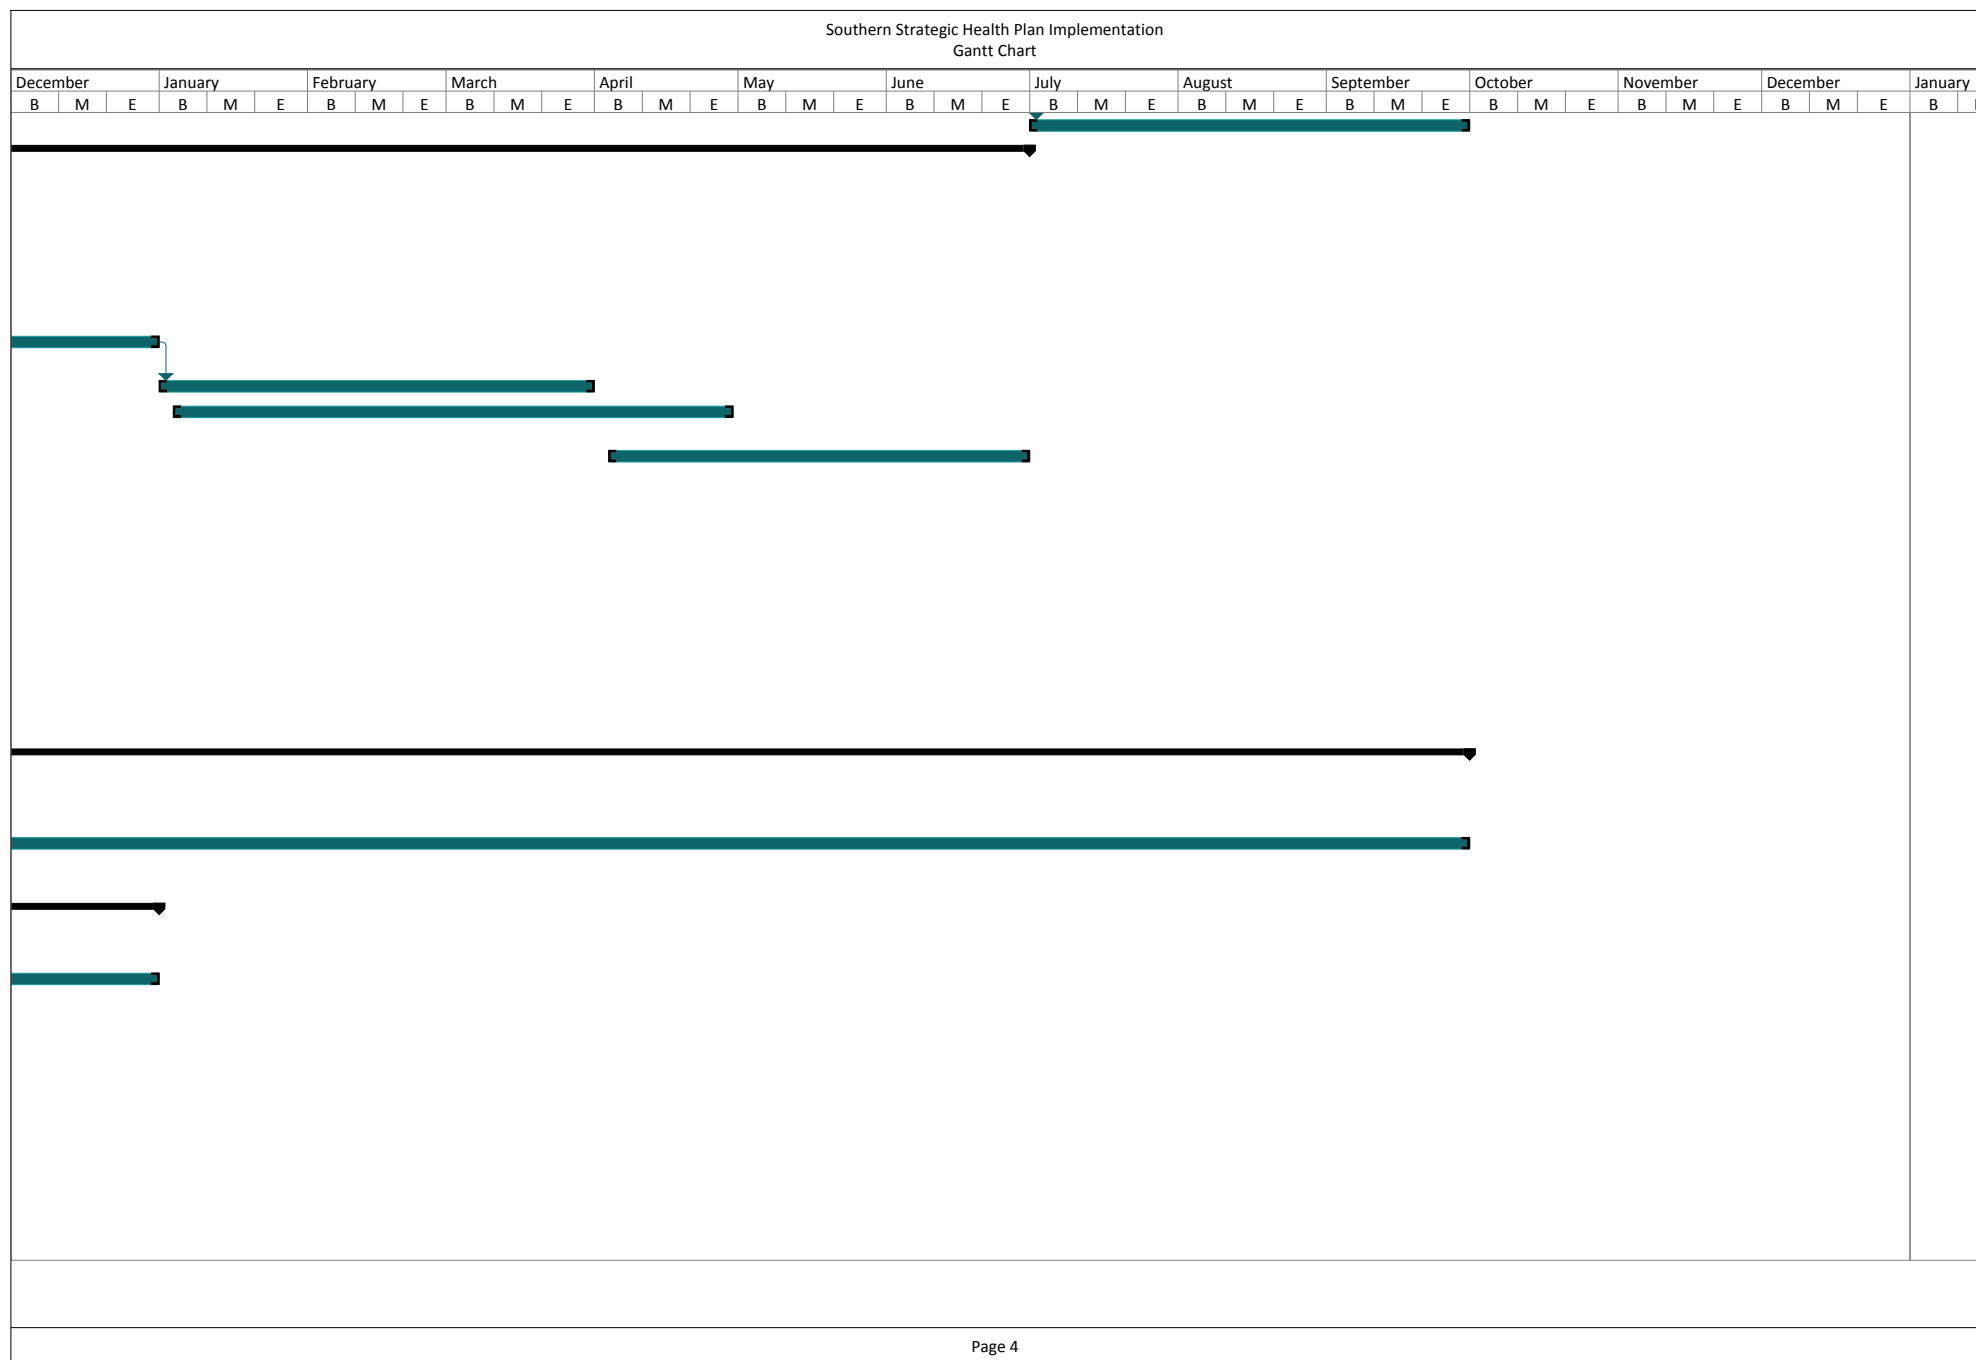 Southern Strategic Health Plan Implementation
Gantt Chart
December January February March April May June July August September October November December January
B M E B M E B M E B M E B M E B M E B M E B M E B M E B M E B M E B M E B M E B
Page 4